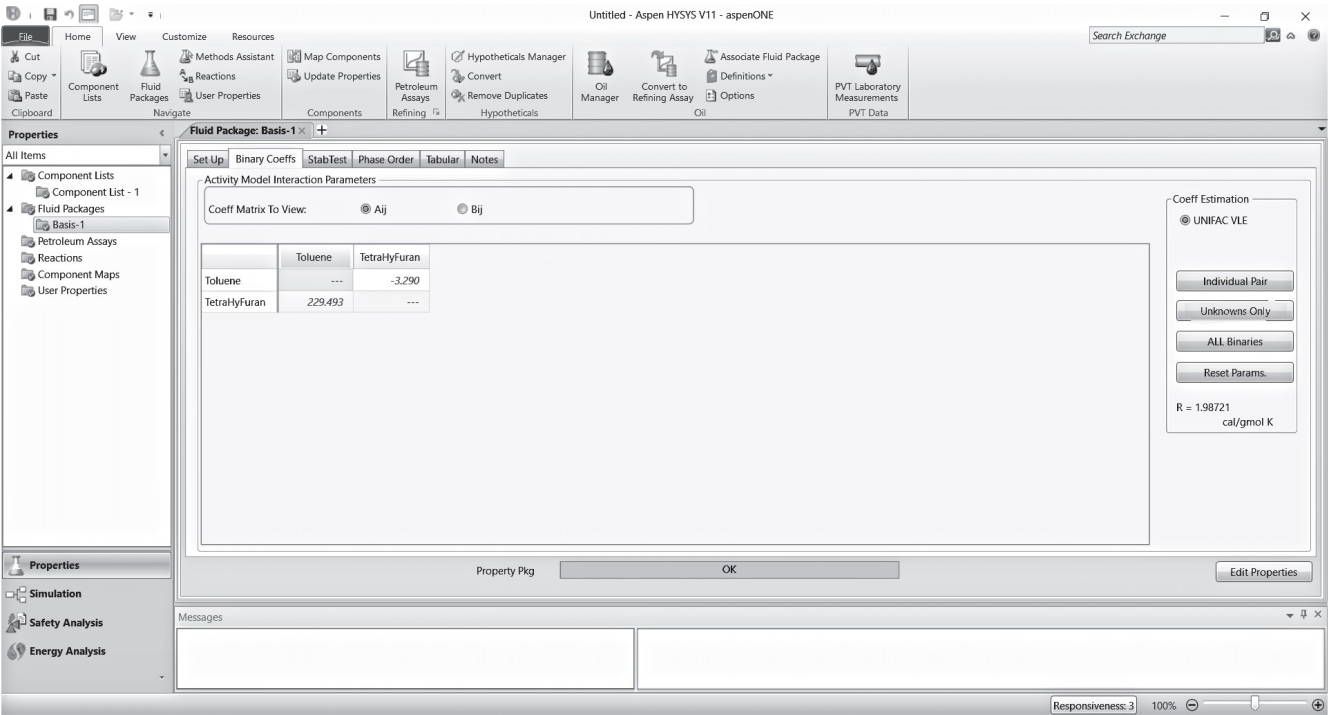 Untitled - Aspen HYSYS V11 - aspenONE
File Home View Customize Resources
Search Exchange
Cut
Copy
Paste
Clipboard
Component Lists
Fluid Packages
Methods Assistant
Reactions
User Properties
Navigate
Map Components
Update Properties
Components
Petroleum Assays
Refining
Hypotheticals Manager
Convert
Remove Duplicates
Hypotheticals
Oil Manager
Convert to Refining Assay
Associate Fluid Package
Definitions
Options
Oil
PVT Laboratory Measurements
PVT Data
Properties
All Items
Component Lists
Component List - 1
Fluid Packages
Basis-1
Petroleum Assays
Reactions
Component Maps
User Properties
Properties
Simulation
Safety Analysis
Energy Analysis
Fluid Package: Basis-1 × +
Set Up Binary Coeffs StabTest Phase Order Tabular Notes
Activity Model Interaction Parameters
Coeff Matrix To View: Aij Bij
Toluene TetraHyFuran
Toluene --- -3.290
TetraHyFuran 229.493 ---
Coeff Estimation
UNIFAC VLE
Individual Pair
Unknowns Only
ALL Binaries
Reset Params.
R = 1.98721
cal/gmol K
Property Pkg OK
Edit Properties
Messages
Responsiveness: 3 100%